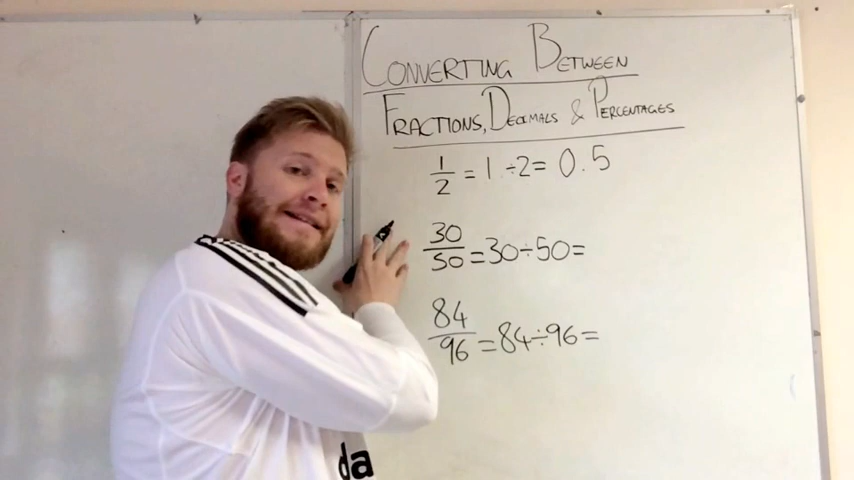 CONVERTING BETWEEN
FRACTIONS, DECIMALS & PERCENTAGES
1/2 = 1 ÷ 2 = 0.5
30/50 = 30 ÷ 50 =
84/96 = 84 ÷ 96 =
da